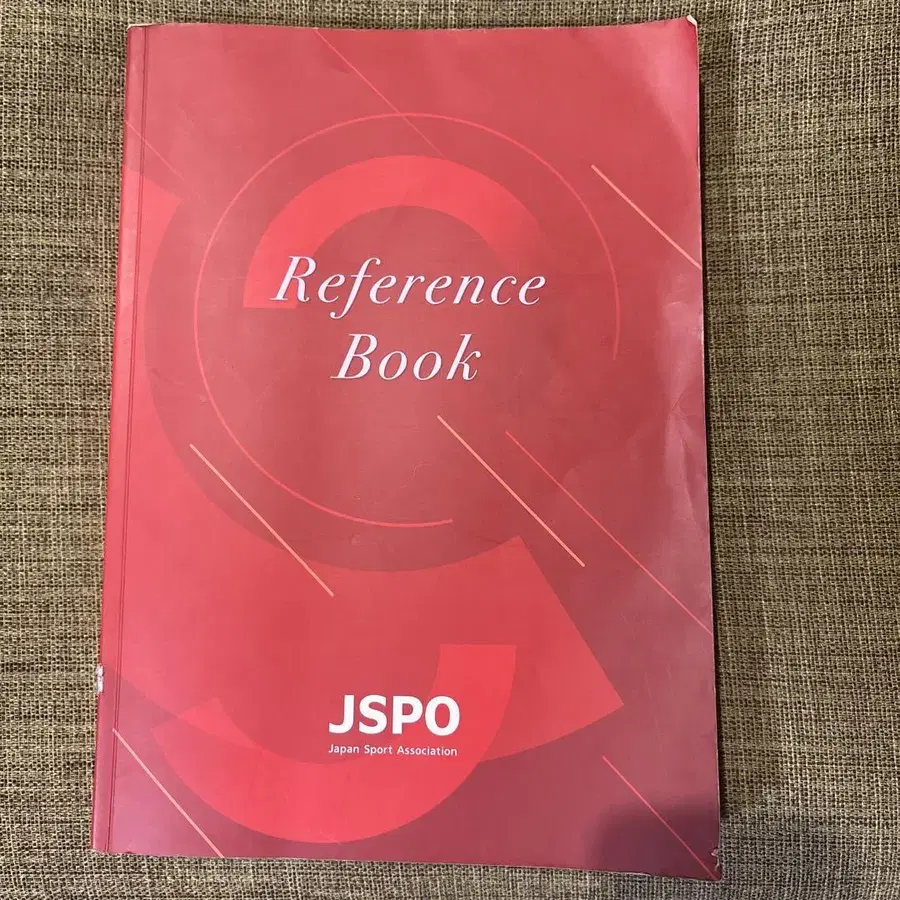 Reference
Book
JSPO
Japan Sport Association